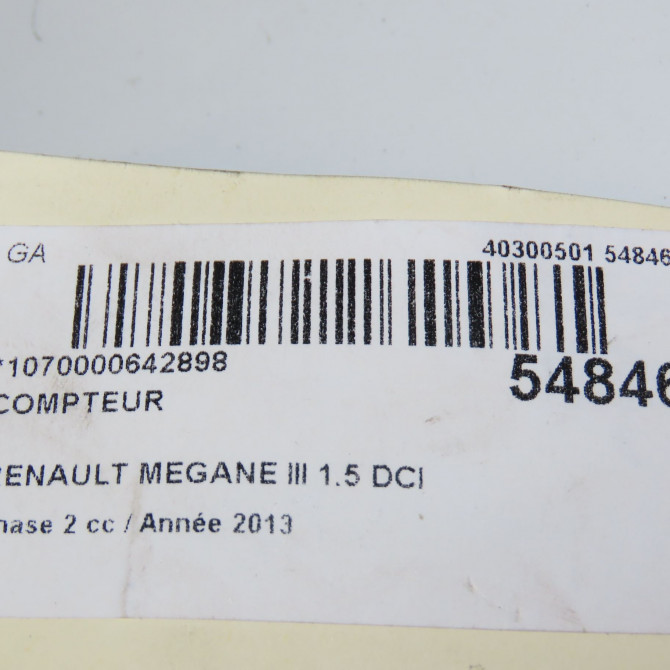 GA
40300501 54846
*1070000642898
54846
COMPTEUR
RENAULT MEGANE III 1.5 DCI
hase 2 cc / Année 2013